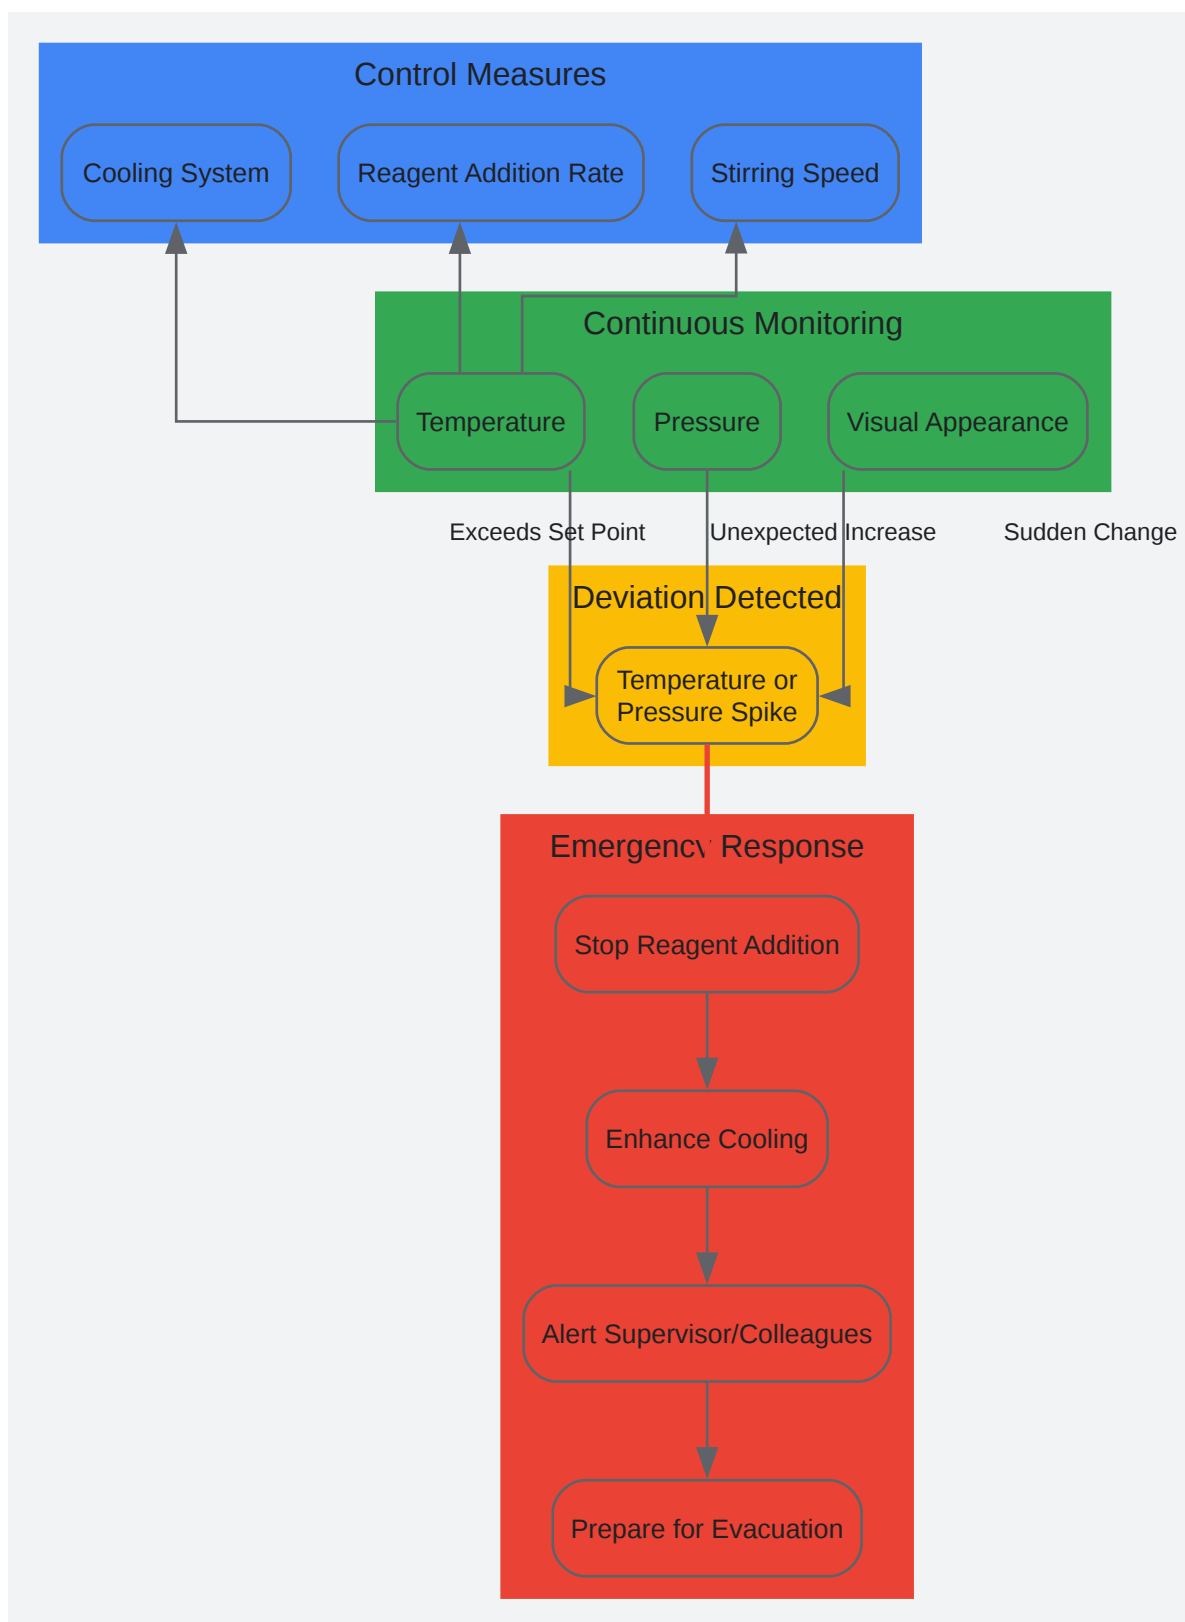 Control Measures
Cooling System
Reagent Addition Rate
Stirring Speed
Continuous Monitoring
Temperature
Pressure
Visual Appearance
Exceeds Set Point
Unexpected Increase
Sudden Change
Deviation Detected
Temperature or
Pressure Spike
Emergency Response
Stop Reagent Addition
Enhance Cooling
Alert Supervisor/Colleagues
Prepare for Evacuation